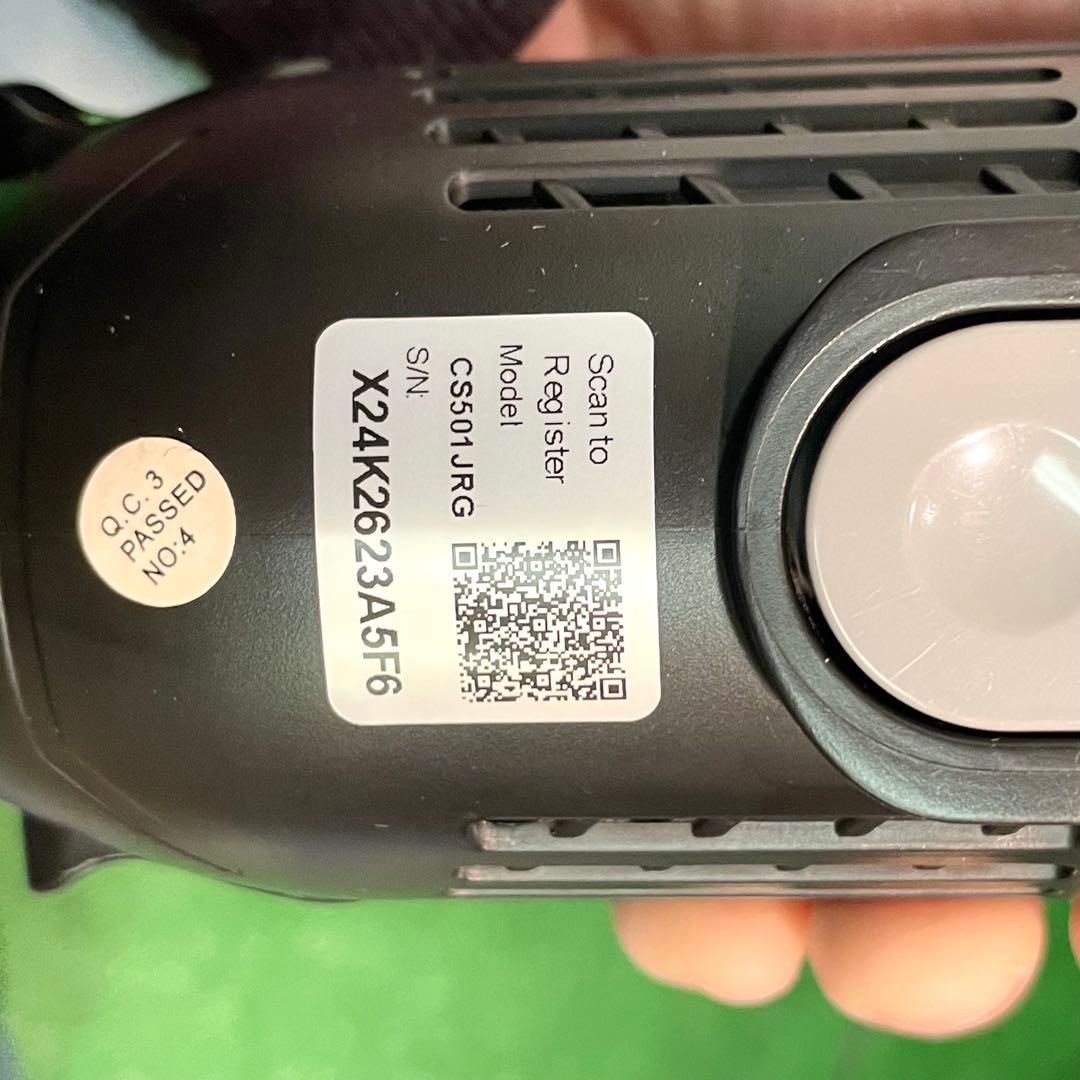 Scan to
Register
Model
CS501JRG
S/N:
X24K2623A5F6
Q.C. 3
PASSED
NO:4